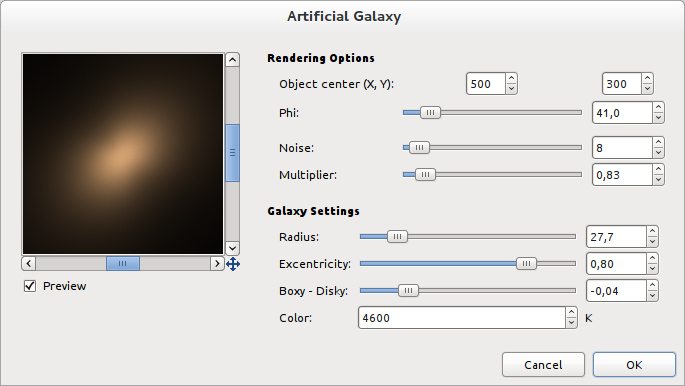 Artificial Galaxy
Rendering Options
Object center (X, Y): 500 300
Phi: 41,0
Noise: 8
Multiplier: 0,83
Galaxy Settings
Radius: 27,7
Excentricity: 0,80
Boxy - Disky: -0,04
Color: 4600 K
Preview
Cancel OK